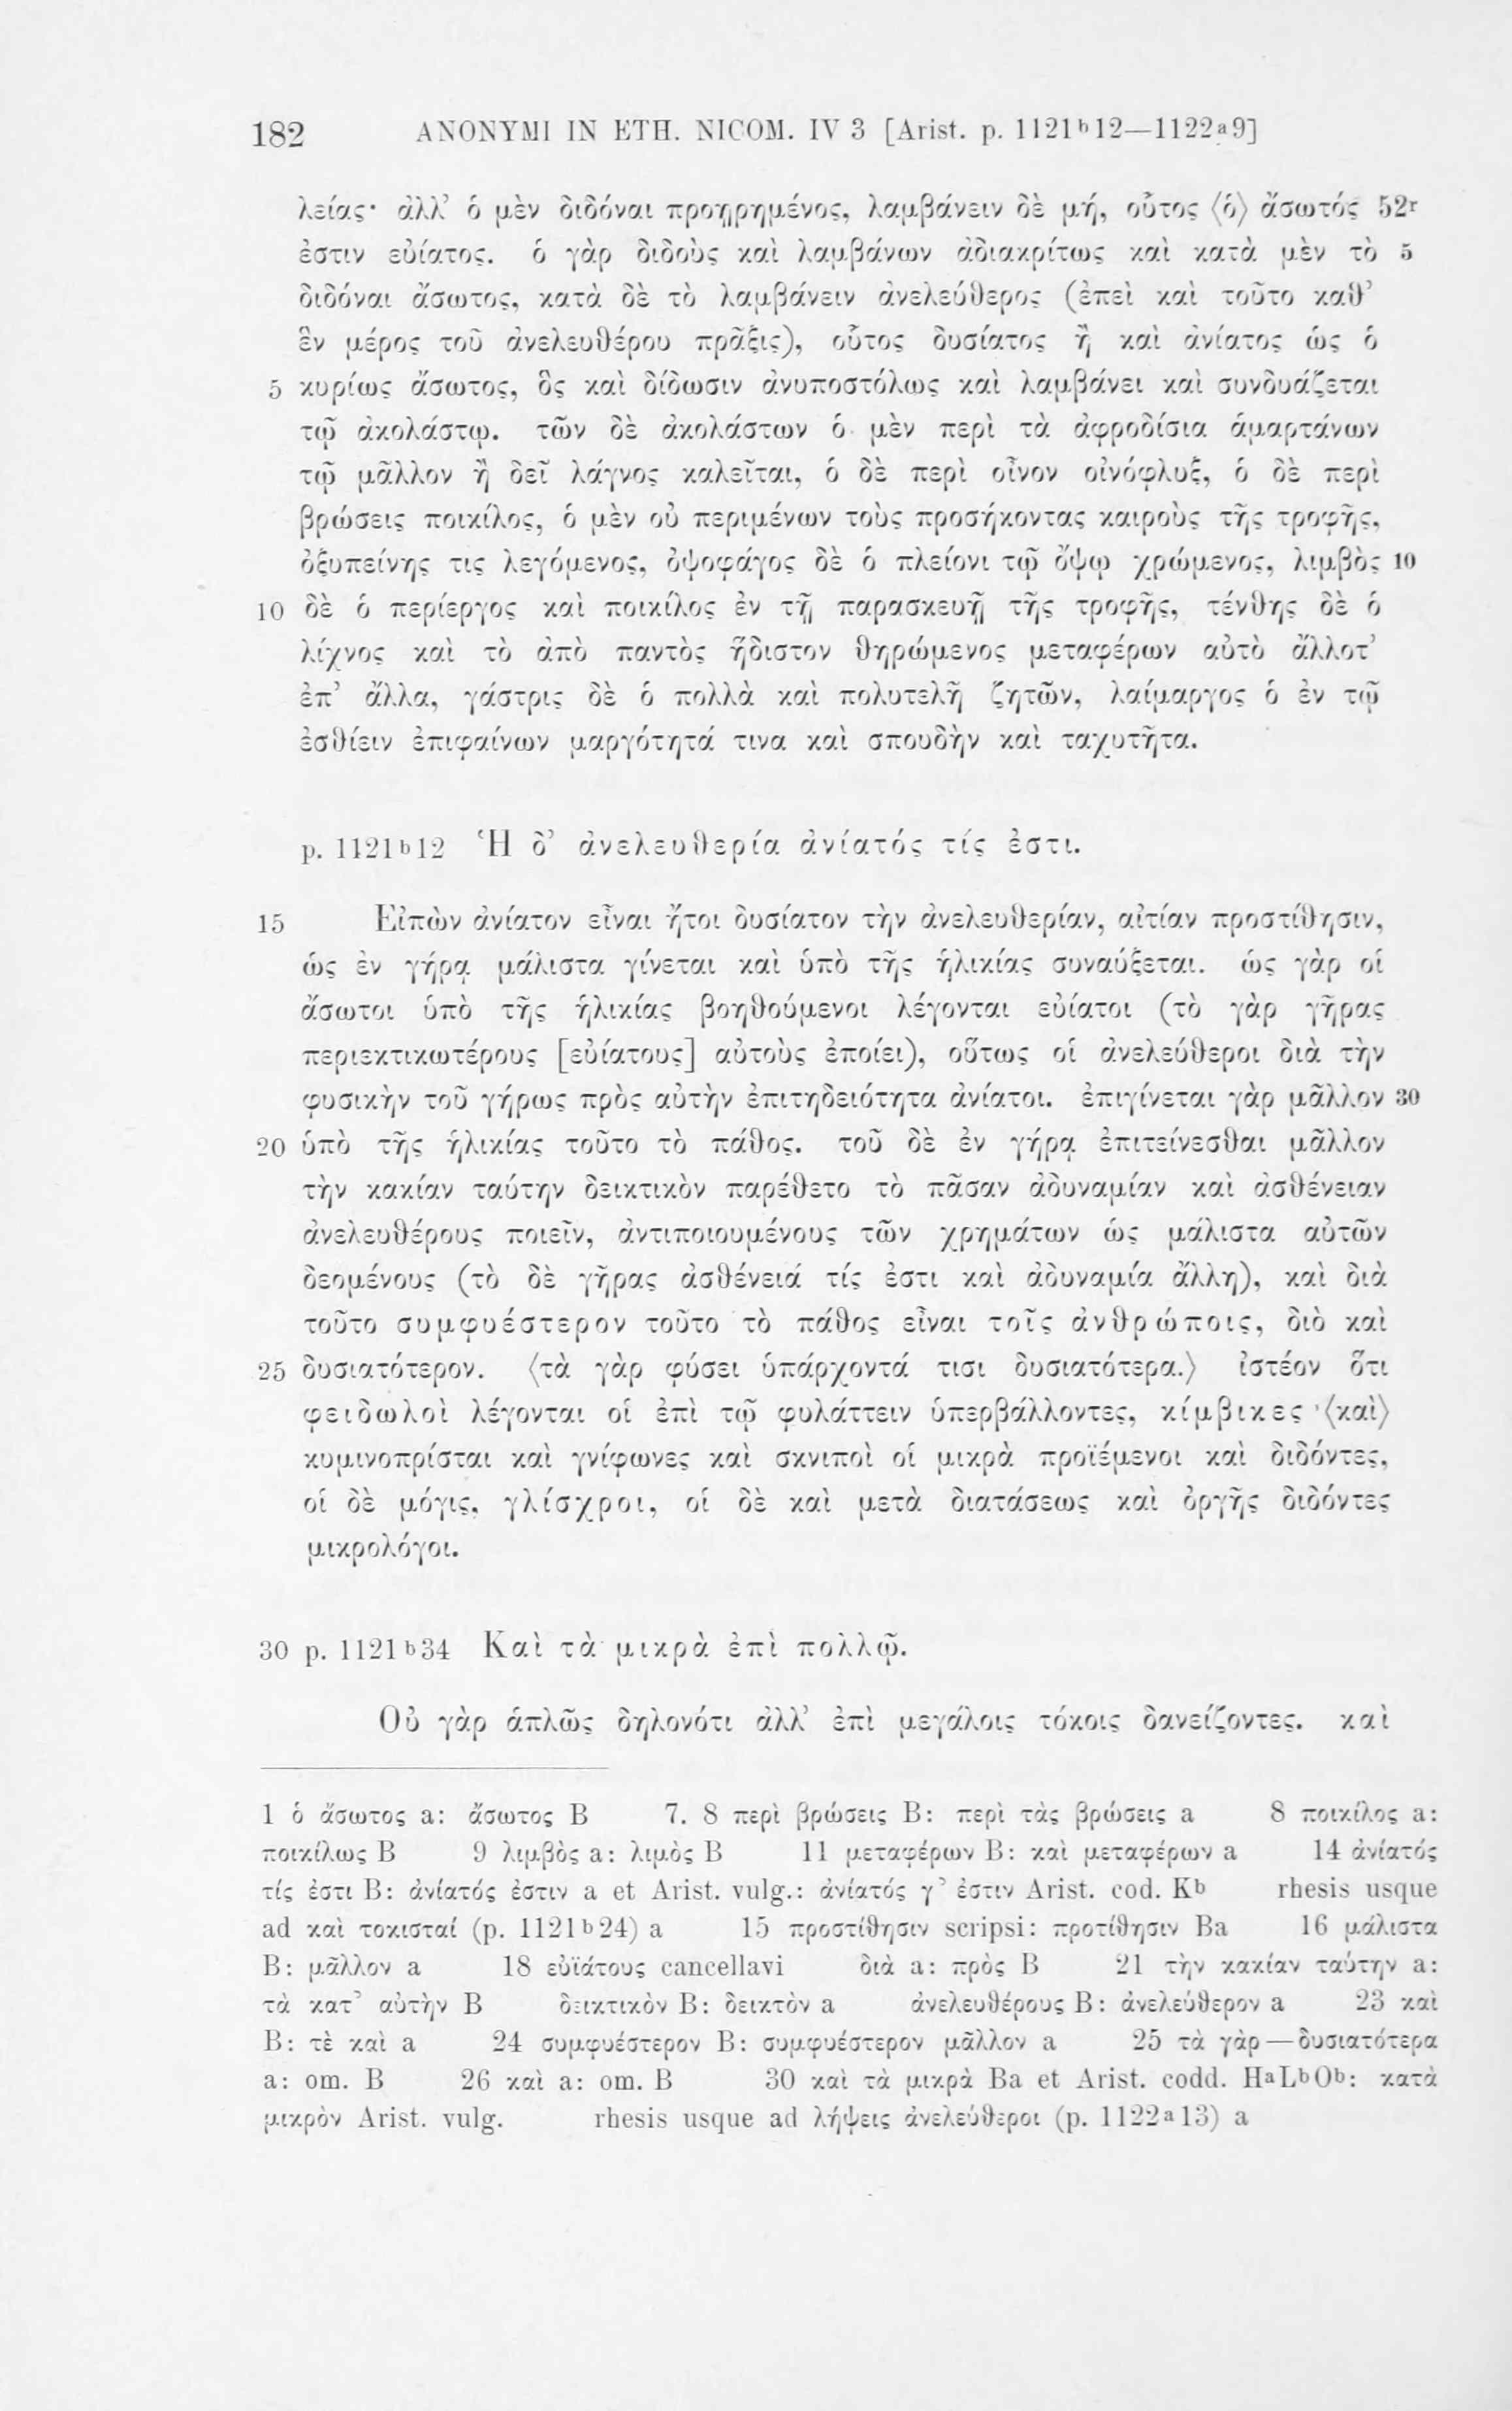 182 ANONYMI IN ETH. NICOM. IV 3 [Arist. p. 1121ᵇ12—1122ᵃ9]
λείας· ἀλλ’ ὁ μὲν διδόναι προῃρημένος, λαμβάνειν δὲ μή, οὗτος ⟨ὁ⟩ ἄσωτός 52ʳ
ἐστιν εὐίατος. ὁ γὰρ διδοὺς καὶ λαμβάνων ἀδιακρίτως καὶ κατὰ μὲν τὸ 5
διδόναι ἄσωτος, κατὰ δὲ τὸ λαμβάνειν ἀνελεύθερος (ἐπεὶ καὶ τοῦτο καθ’
ἓν μέρος τοῦ ἀνελευθέρου πρᾶξις), οὗτος δυσίατος ἢ καὶ ἀνίατος ὡς ὁ
5 κυρίως ἄσωτος, ὃς καὶ δίδωσιν ἀνυποστόλως καὶ λαμβάνει καὶ συνδυάζεται
τῷ ἀκολάστῳ. τῶν δὲ ἀκολάστων ὁ μὲν περὶ τὰ ἀφροδίσια ἁμαρτάνων
τῷ μᾶλλον ἢ δεῖ λάγνος καλεῖται, ὁ δὲ περὶ οἶνον οἰνόφλυξ, ὁ δὲ περὶ
βρώσεις ποικίλος, ὁ μὲν οὐ περιμένων τοὺς προσήκοντας καιροὺς τῆς τροφῆς,
ὀξυπείνης τις λεγόμενος, ὀψοφάγος δὲ ὁ πλείονι τῷ ὄψῳ χρώμενος, λιμβὸς 10
10 δὲ ὁ περίεργος καὶ ποικίλος ἐν τῇ παρασκευῇ τῆς τροφῆς, τένθης δὲ ὁ
λίχνος καὶ τὸ ἀπὸ παντὸς ἥδιστον θηρώμενος μεταφέρων αὐτὸ ἄλλοτ’
ἐπ’ ἄλλα, γάστρις δὲ ὁ πολλὰ καὶ πολυτελῆ ζητῶν, λαίμαργος ὁ ἐν τῷ
ἐσθίειν ἐπιφαίνων μαργότητά τινα καὶ σπουδὴν καὶ ταχυτῆτα.
p. 1121ᵇ12 Ἡ δ’ ἀνελευθερία ἀνίατός τίς ἐστι.
15 Εἰπὼν ἀνίατον εἶναι ἤτοι δυσίατον τὴν ἀνελευθερίαν, αἰτίαν προστίθησιν,
ὡς ἐν γήρᾳ μάλιστα γίνεται καὶ ὑπὸ τῆς ἡλικίας συναύξεται. ὡς γὰρ οἱ
ἄσωτοι ὑπὸ τῆς ἡλικίας βοηθούμενοι λέγονται εὐίατοι (τὸ γὰρ γῆρας
περιεκτικωτέρους [εὐίατους] αὐτοὺς ἐποίει), οὕτως οἱ ἀνελεύθεροι διὰ τὴν
φυσικὴν τοῦ γήρως πρὸς αὐτὴν ἐπιτηδειότητα ἀνίατοι. ἐπιγίνεται γὰρ μᾶλλον 30
20 ὑπὸ τῆς ἡλικίας τοῦτο τὸ πάθος. τοῦ δὲ ἐν γήρᾳ ἐπιτείνεσθαι μᾶλλον
τὴν κακίαν ταύτην δεικτικὸν παρέθετο τὸ πᾶσαν ἀδυναμίαν καὶ ἀσθένειαν
ἀνελευθέρους ποιεῖν, ἀντιποιουμένους τῶν χρημάτων ὡς μάλιστα αὐτῶν
δεομένους (τὸ δὲ γῆρας ἀσθένειά τίς ἐστι καὶ ἀδυναμία ἄλλη), καὶ διὰ
τοῦτο συμφυέστερον τοῦτο τὸ πάθος εἶναι τοῖς ἀνθρώποις, διὸ καὶ
25 δυσιατότερον. ⟨τὰ γὰρ φύσει ὑπάρχοντά τισι δυσιατότερα.⟩ ἰστέον ὅτι
φειδωλοὶ λέγονται οἱ ἐπὶ τῷ φυλάττειν ὑπερβάλλοντες, κίμβικες ⟨καὶ⟩
κυμινοπρίσται καὶ γνίφωνες καὶ σκνιποὶ οἱ μικρὰ προϊέμενοι καὶ διδόντες,
οἱ δὲ μόγις, γλίσχροι, οἱ δὲ καὶ μετὰ διατάσεως καὶ ὀργῆς διδόντες
μικρολόγοι.
30 p. 1121ᵇ34 Καὶ τὰ μικρὰ ἐπὶ πολλῷ.
Οὐ γὰρ ἁπλῶς δηλονότι ἀλλ’ ἐπὶ μεγάλοις τόκοις δανείζοντες. καὶ
1 ὁ ἄσωτος a: ἄσωτος B 7. 8 περὶ βρώσεις B: περὶ τὰς βρώσεις a 8 ποικίλος a:
ποικίλως B 9 λιμβὸς a: λιμὸς B 11 μεταφέρων B: καὶ μεταφέρων a 14 ἀνίατός
τίς ἐστι B: ἀνίατός ἐστιν a et Arist. vulg.: ἀνίατός γ’ ἐστιν Arist. cod. Kᵇ rhesis usque
ad καὶ τοκισταί (p. 1121ᵇ24) a 15 προστίθησιν scripsi: προτίθησιν Ba 16 μάλιστα
B: μᾶλλον a 18 εὐϊάτους cancellavi διὰ a: πρὸς B 21 τὴν κακίαν ταύτην a:
τὰ κατ’ αὐτὴν B δεικτικὸν B: δεικτὸν a ἀνελευθέρους B: ἀνελεύθερον a 23 καὶ
B: τὲ καὶ a 24 συμφυέστερον B: συμφυέστερον μᾶλλον a 25 τὰ γὰρ — δυσιατότερα
a: om. B 26 καὶ a: om. B 30 καὶ τὰ μικρὰ Ba et Arist. codd. HᵃLᵇOᵇ: κατὰ
μικρὸν Arist. vulg. rhesis usque ad λήψεις ἀνελεύθεροι (p. 1122ᵃ13) a